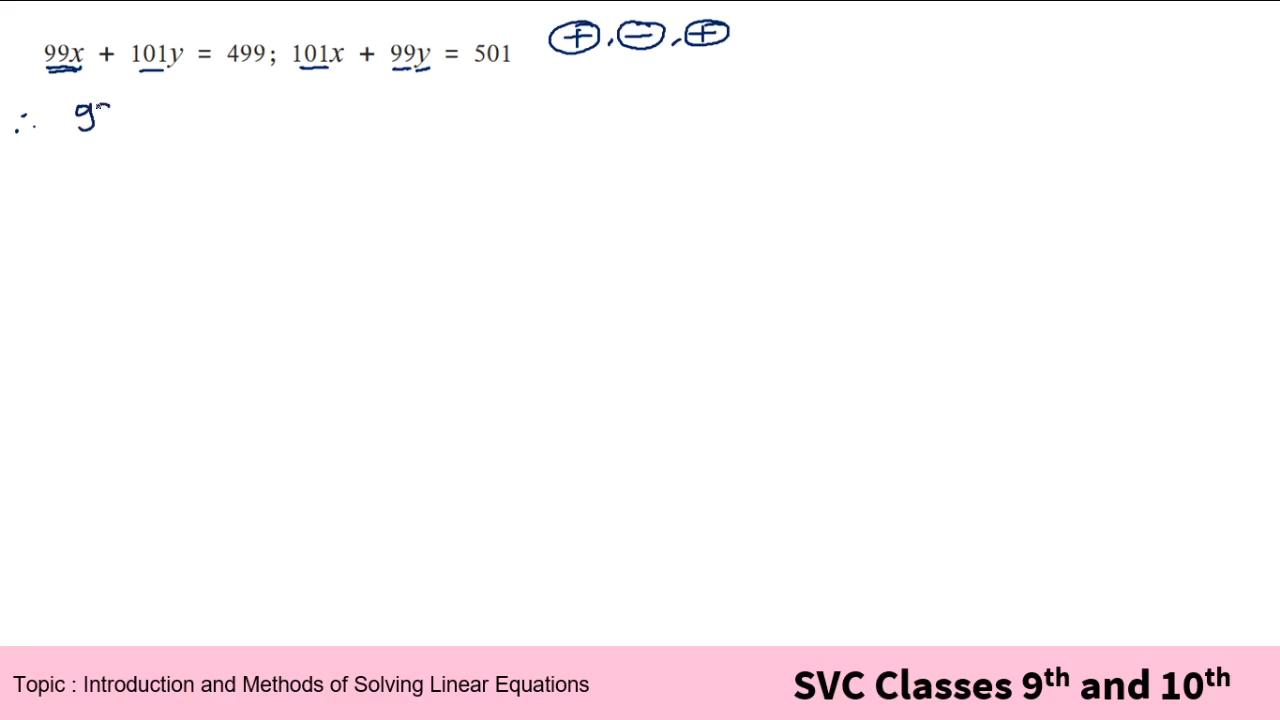 99x + 101y = 499; 101x + 99y = 501 +, −, +
∴ 9
Topic : Introduction and Methods of Solving Linear Equations
SVC Classes 9th and 10th